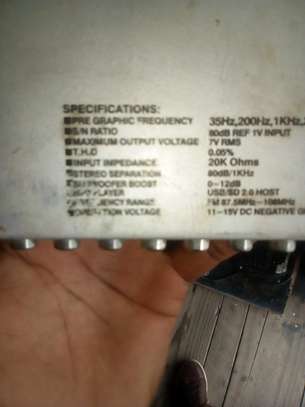 SPECIFICATIONS:
PRE GRAPHIC FREQUENCY 35Hz,200Hz,1KHz,
S/N RATIO 80dB REF 1V INPUT
MAXIMUM OUTPUT VOLTAGE 7V RMS
T.H.D 0.05%
INPUT IMPEDANCE 20K Ohms
STEREO SEPARATION 80dB/1KHz
BOOST 0~12dB
PLAYER USB/SD 2.0 HOST
RANGE FM 87.5MHz~108MHz
VOLTAGE 11~15V DC NEGATIVE